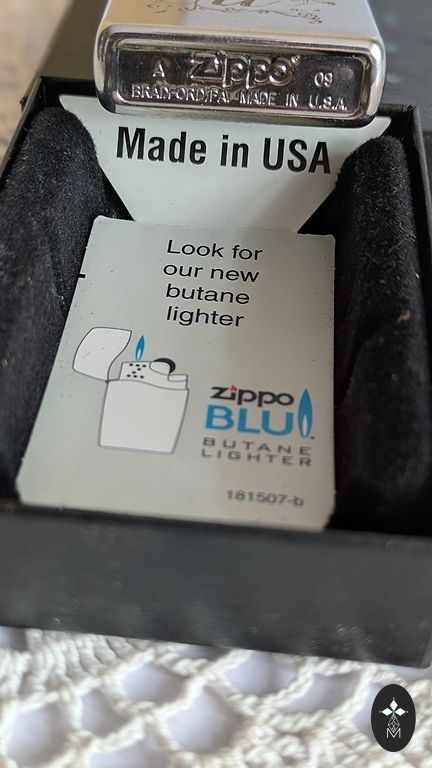 A Zippo® 09
BRADFORD, PA. MADE IN U.S.A.
Made in USA
Look for
our new
butane
lighter
zippo
BLU
BUTANE
LIGHTER
181507-b
M